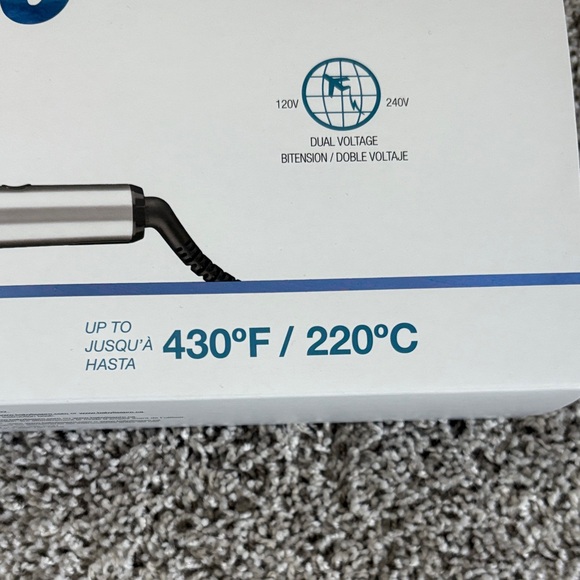 120V 240V
DUAL VOLTAGE
BITENSION / DOBLE VOLTAJE
UP TO
JUSQU'À
HASTA
430ºF / 220ºC